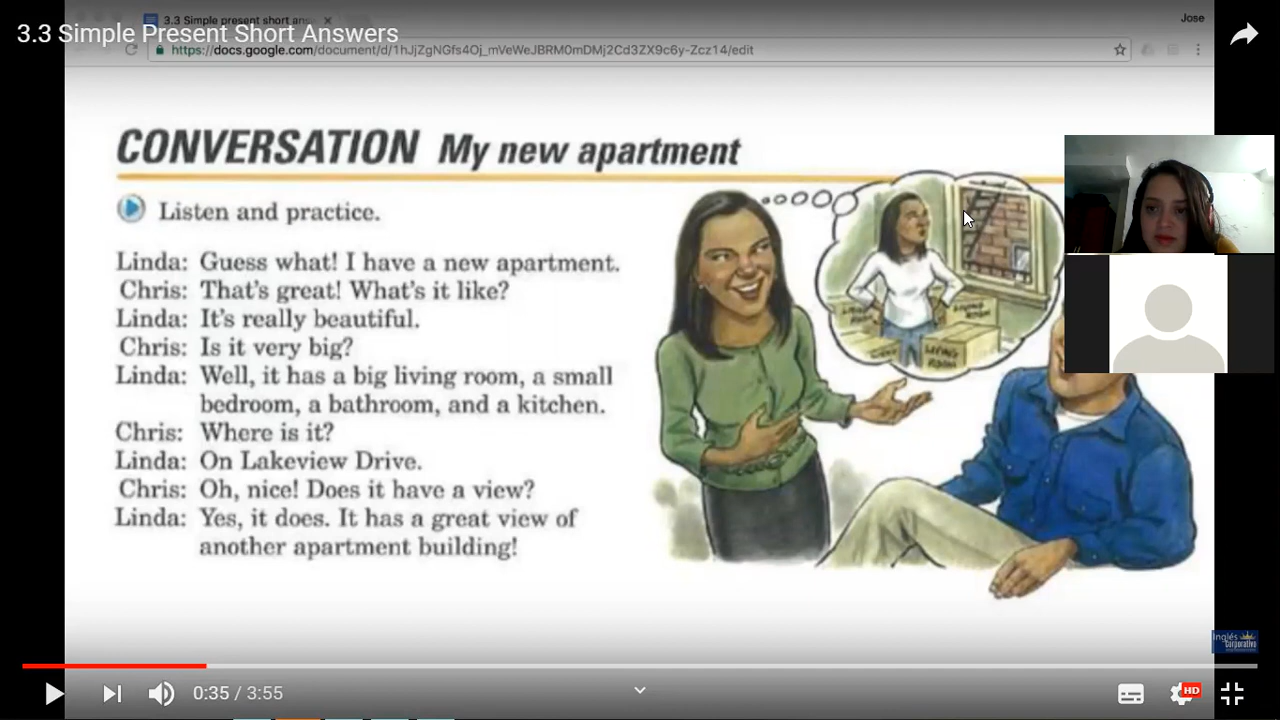 3.3 Simple present short ans
3.3 Simple Present Short Answers
Jose
https://docs.google.com/document/d/1hJjZgNGfs4Oj_mVeWeJBRM0mDMj2Cd3ZX9c6y-Zcz14/edit
CONVERSATION My new apartment
Listen and practice.
Linda: Guess what! I have a new apartment.
Chris: That's great! What's it like?
Linda: It's really beautiful.
Chris: Is it very big?
Linda: Well, it has a big living room, a small
bedroom, a bathroom, and a kitchen.
Chris: Where is it?
Linda: On Lakeview Drive.
Chris: Oh, nice! Does it have a view?
Linda: Yes, it does. It has a great view of
another apartment building!
LIVING
ROOM
Inglés
Corporativo
0:35 / 3:55
HD